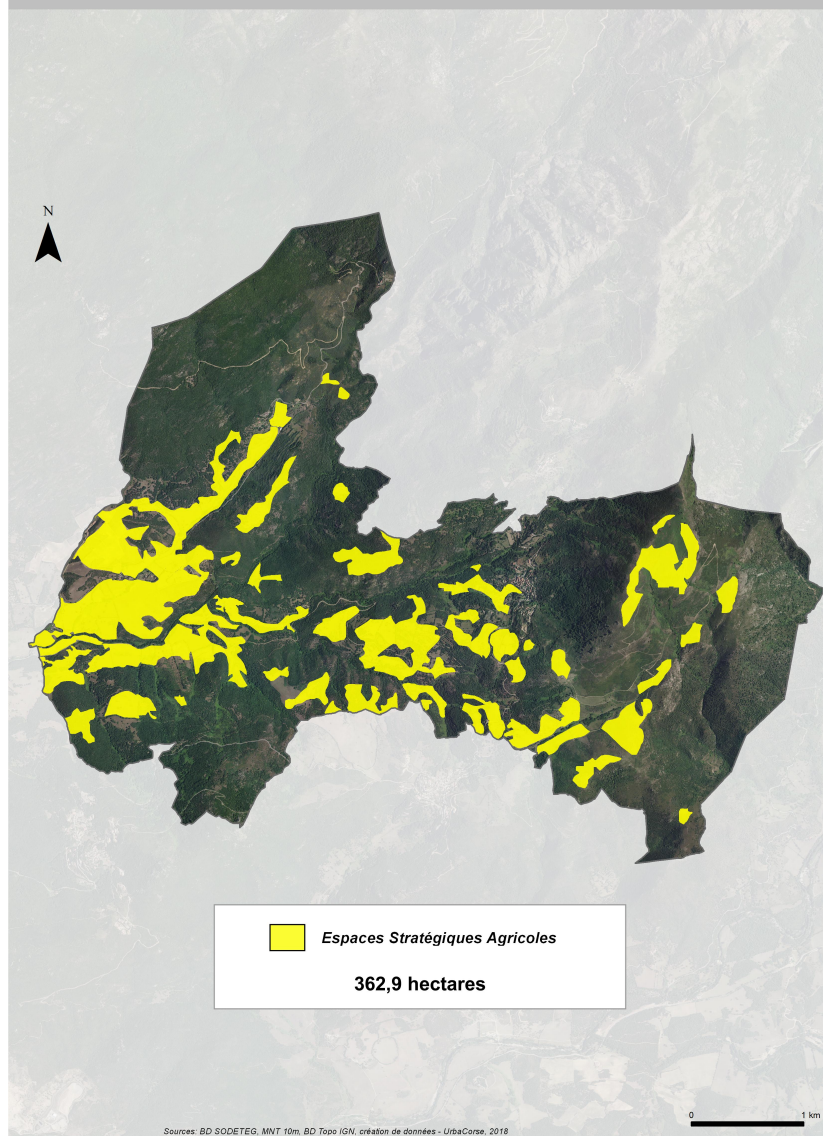 N
Espaces Stratégiques Agricoles
362,9 hectares
0 1 km
Sources: BD SODETEG, MNT 10m, BD Topo IGN, création de données - UrbaCorse, 2018